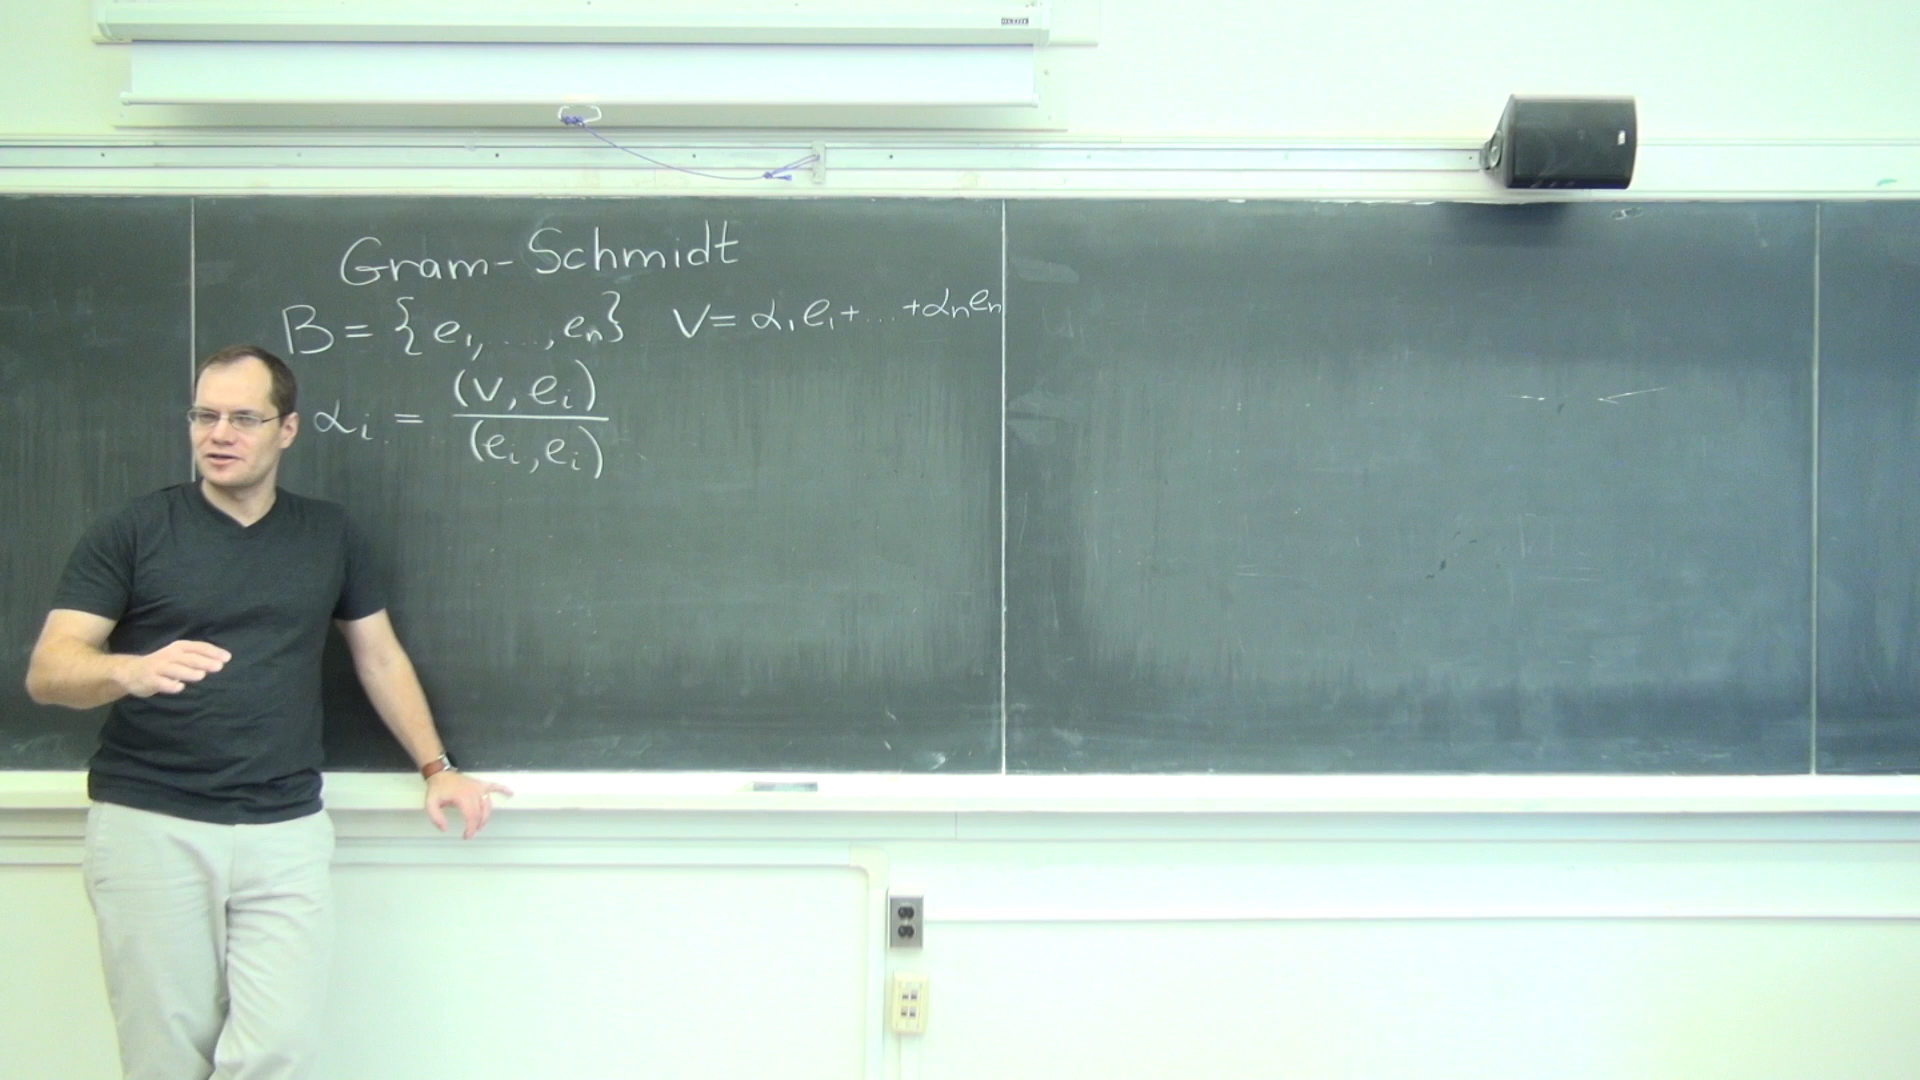 Gram-Schmidt
B = {e₁, ..., eₙ} v = α₁e₁ + ... + αₙeₙ
αᵢ = (v, eᵢ) / (eᵢ, eᵢ)